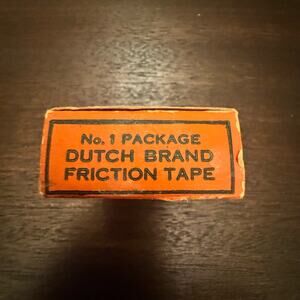 No. 1 PACKAGE
DUTCH BRAND
FRICTION TAPE